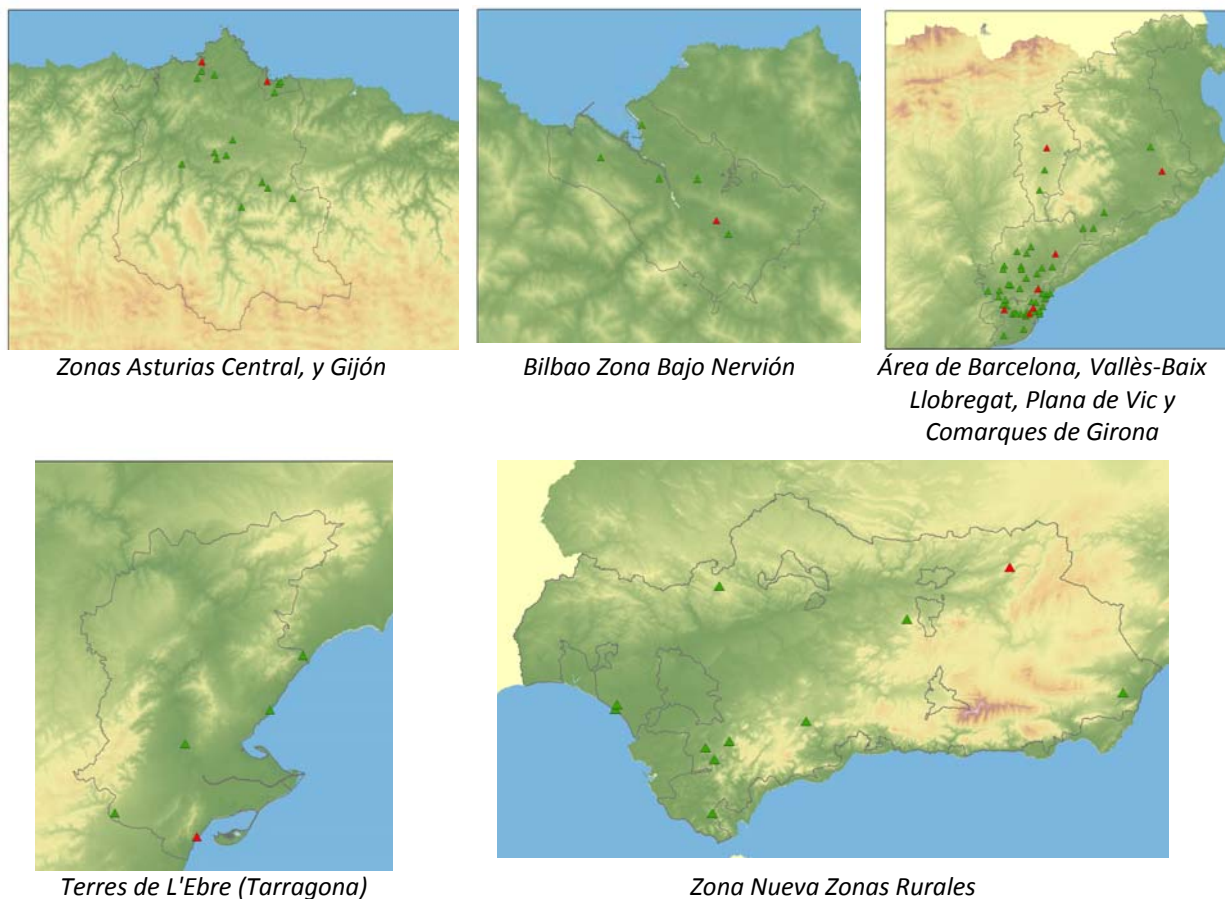 Zonas Asturias Central, y Gijón
Bilbao Zona Bajo Nervión
Área de Barcelona, Vallès-Baix
Llobregat, Plana de Vic y
Comarques de Girona
Terres de L'Ebre (Tarragona)
Zona Nueva Zonas Rurales